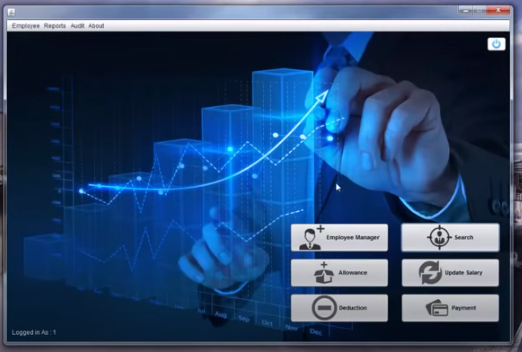 Employee Reports Audit About
Employee Manager
Search
Allowance
Update Salary
Deduction
Payment
Jul Aug Sep Oct Nov Dec
Logged in As : 1